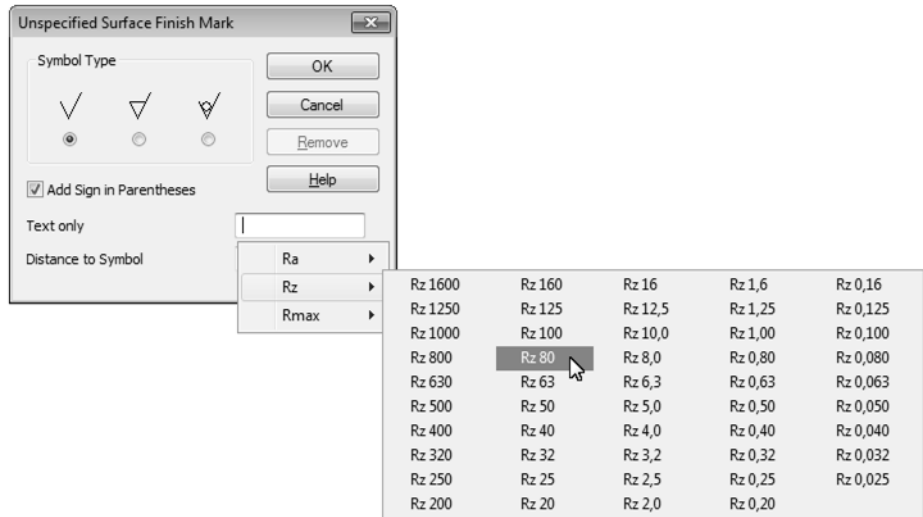 Unspecified Surface Finish Mark
Symbol Type
OK
Cancel
Remove
Help
Add Sign in Parentheses
Text only
Distance to Symbol
Ra
Rz
Rmax
Rz 1600 Rz 160 Rz 16 Rz 1,6 Rz 0,16
Rz 1250 Rz 125 Rz 12,5 Rz 1,25 Rz 0,125
Rz 1000 Rz 100 Rz 10,0 Rz 1,00 Rz 0,100
Rz 800 Rz 80 Rz 8,0 Rz 0,80 Rz 0,080
Rz 630 Rz 63 Rz 6,3 Rz 0,63 Rz 0,063
Rz 500 Rz 50 Rz 5,0 Rz 0,50 Rz 0,050
Rz 400 Rz 40 Rz 4,0 Rz 0,40 Rz 0,040
Rz 320 Rz 32 Rz 3,2 Rz 0,32 Rz 0,032
Rz 250 Rz 25 Rz 2,5 Rz 0,25 Rz 0,025
Rz 200 Rz 20 Rz 2,0 Rz 0,20